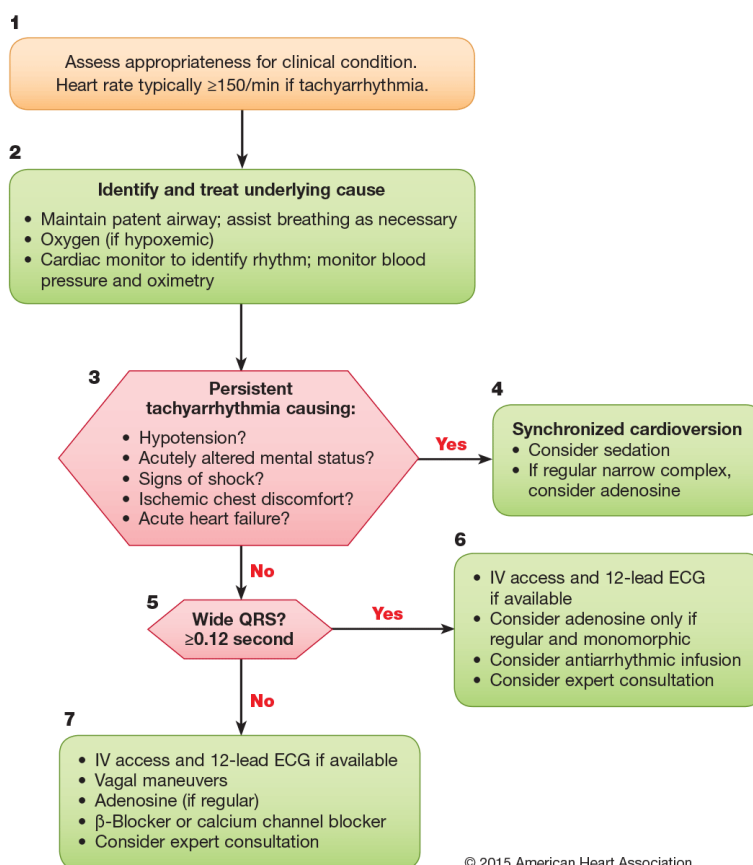 1
Assess appropriateness for clinical condition.
Heart rate typically ≥150/min if tachyarrhythmia.
2
Identify and treat underlying cause
• Maintain patent airway; assist breathing as necessary
• Oxygen (if hypoxemic)
• Cardiac monitor to identify rhythm; monitor blood
pressure and oximetry
3
Persistent
tachyarrhythmia causing:
• Hypotension?
• Acutely altered mental status?
• Signs of shock?
• Ischemic chest discomfort?
• Acute heart failure?
Yes
4
Synchronized cardioversion
• Consider sedation
• If regular narrow complex,
consider adenosine
No
5
Wide QRS?
≥0.12 second
Yes
6
• IV access and 12-lead ECG
if available
• Consider adenosine only if
regular and monomorphic
• Consider antiarrhythmic infusion
• Consider expert consultation
No
7
• IV access and 12-lead ECG if available
• Vagal maneuvers
• Adenosine (if regular)
• β-Blocker or calcium channel blocker
• Consider expert consultation
© 2015 American Heart Association